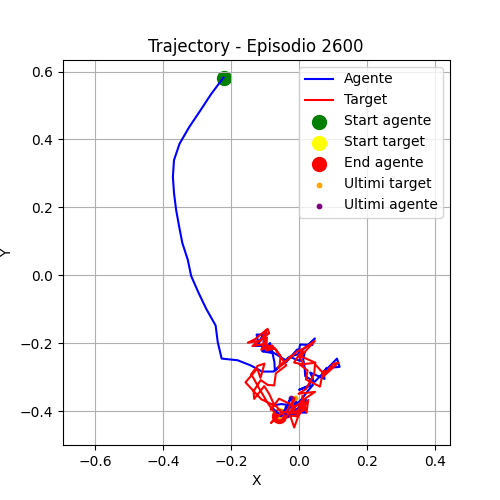 Trajectory - Episodio 2600
Agente
Target
Start agente
Start target
End agente
Ultimi target
Ultimi agente
0.6
0.4
0.2
0.0
−0.2
−0.4
Y
−0.6
−0.4
−0.2
0.0
0.2
0.4
X